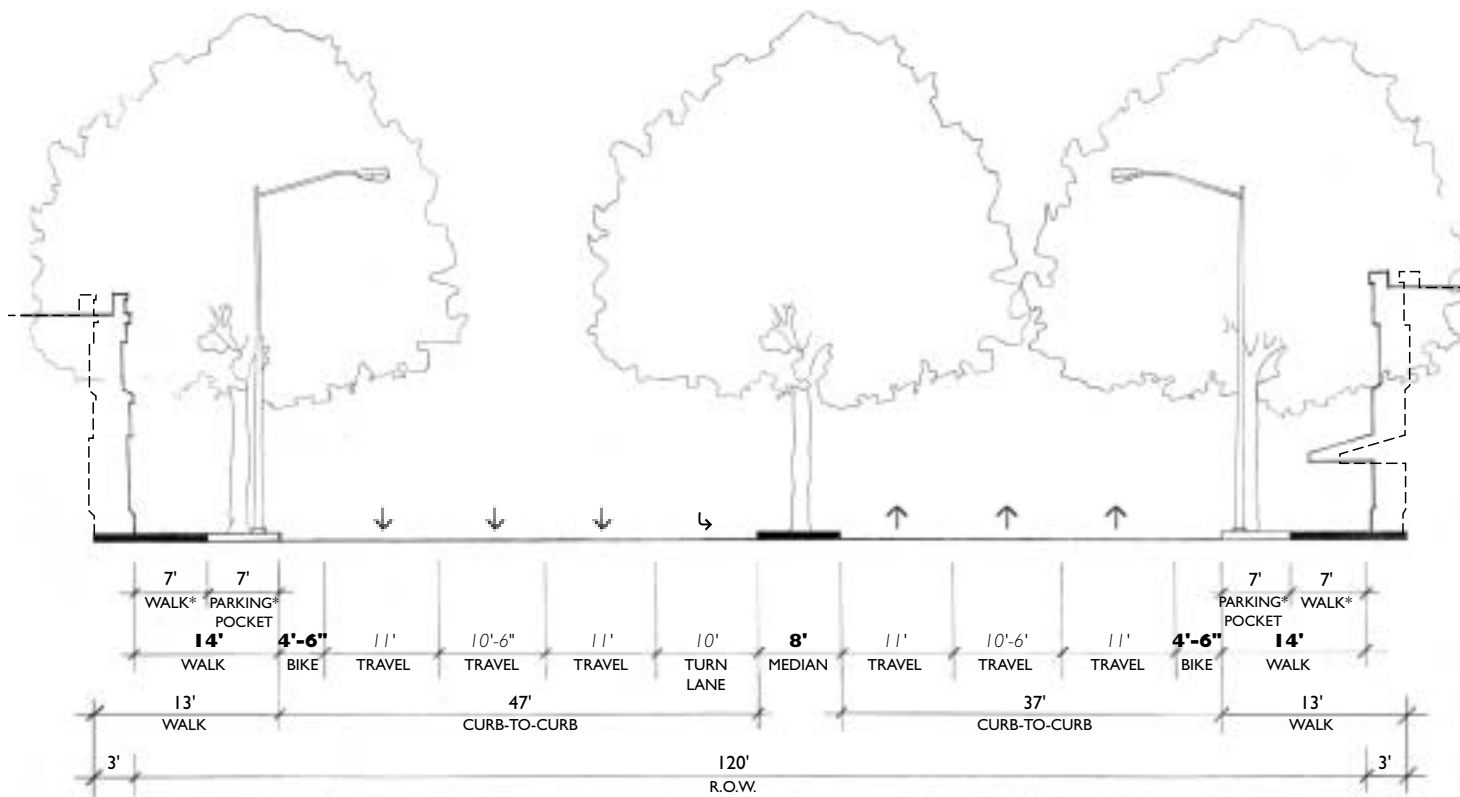 7' 7' 7' 7'
WALK* PARKING* PARKING* WALK*
POCKET POCKET
14' 4'-6" 11' 10'-6" 11' 10' 8' 11' 10'-6' 11' 4'-6" 14'
WALK BIKE TRAVEL TRAVEL TRAVEL TURN MEDIAN TRAVEL TRAVEL TRAVEL BIKE WALK
LANE
13' 47' 37' 13'
WALK CURB-TO-CURB CURB-TO-CURB WALK
3' 120' 3'
R.O.W.